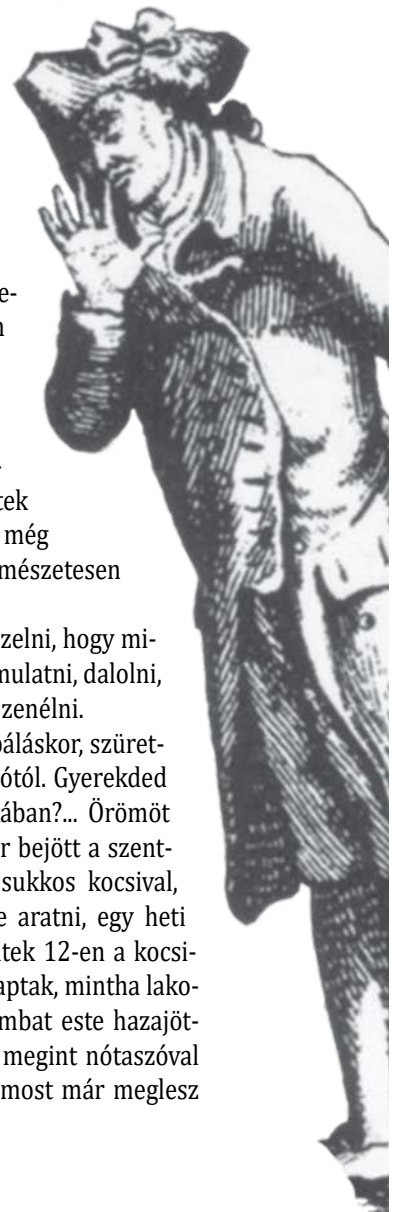 e-
n
tek
még
mészetesen
zelni, hogy mi-
mulatni, dalolni,
zenélni.
páláskor, szüret-
ótól. Gyerekded
ában?... Örömöt
r bejött a szent-
sukkos kocsival,
e aratni, egy heti
tek 12-en a kocsi-
aptak, mintha lako-
mbat este hazajöt-
megint nótaszóval
most már meglesz